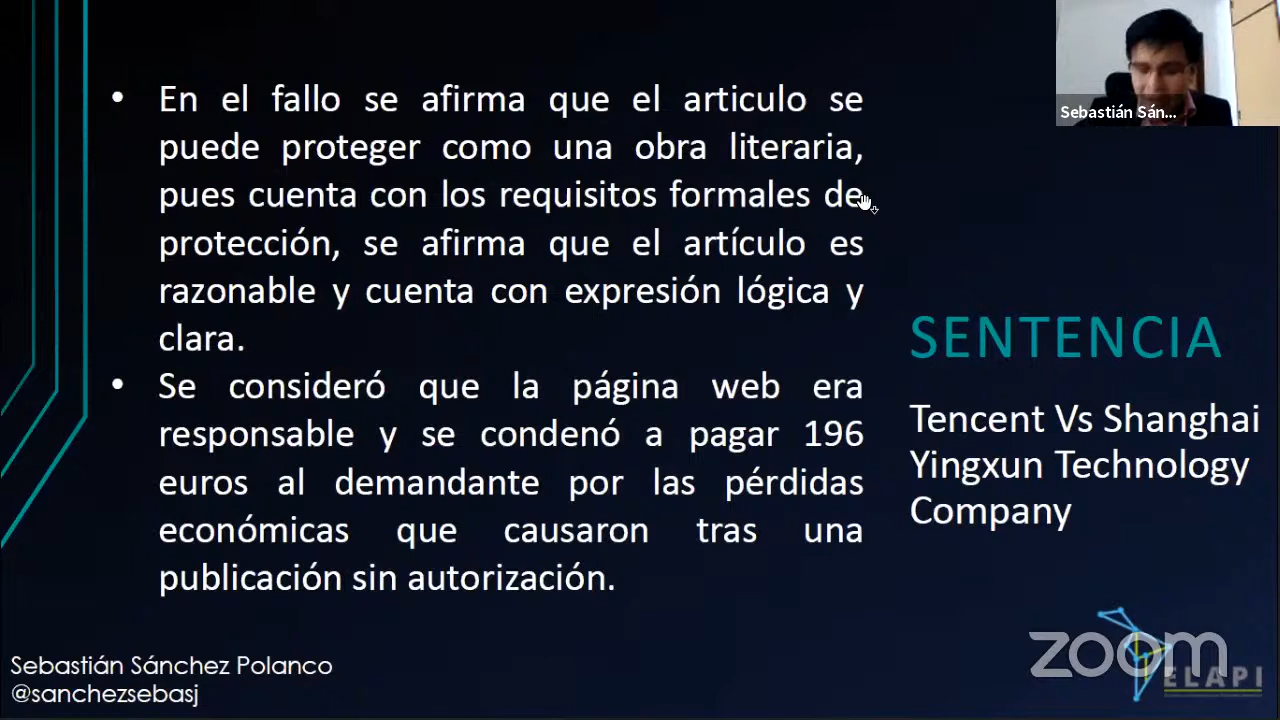 • En el fallo se afirma que el articulo se
puede proteger como una obra literaria,
pues cuenta con los requisitos formales de
protección, se afirma que el artículo es
razonable y cuenta con expresión lógica y
clara.
• Se consideró que la página web era
responsable y se condenó a pagar 196
euros al demandante por las pérdidas
económicas que causaron tras una
publicación sin autorización.
Sebastián Sán...
SENTENCIA
Tencent Vs Shanghai
Yingxun Technology
Company
Sebastián Sánchez Polanco
@sanchezsebasj
zoom
ELAPI